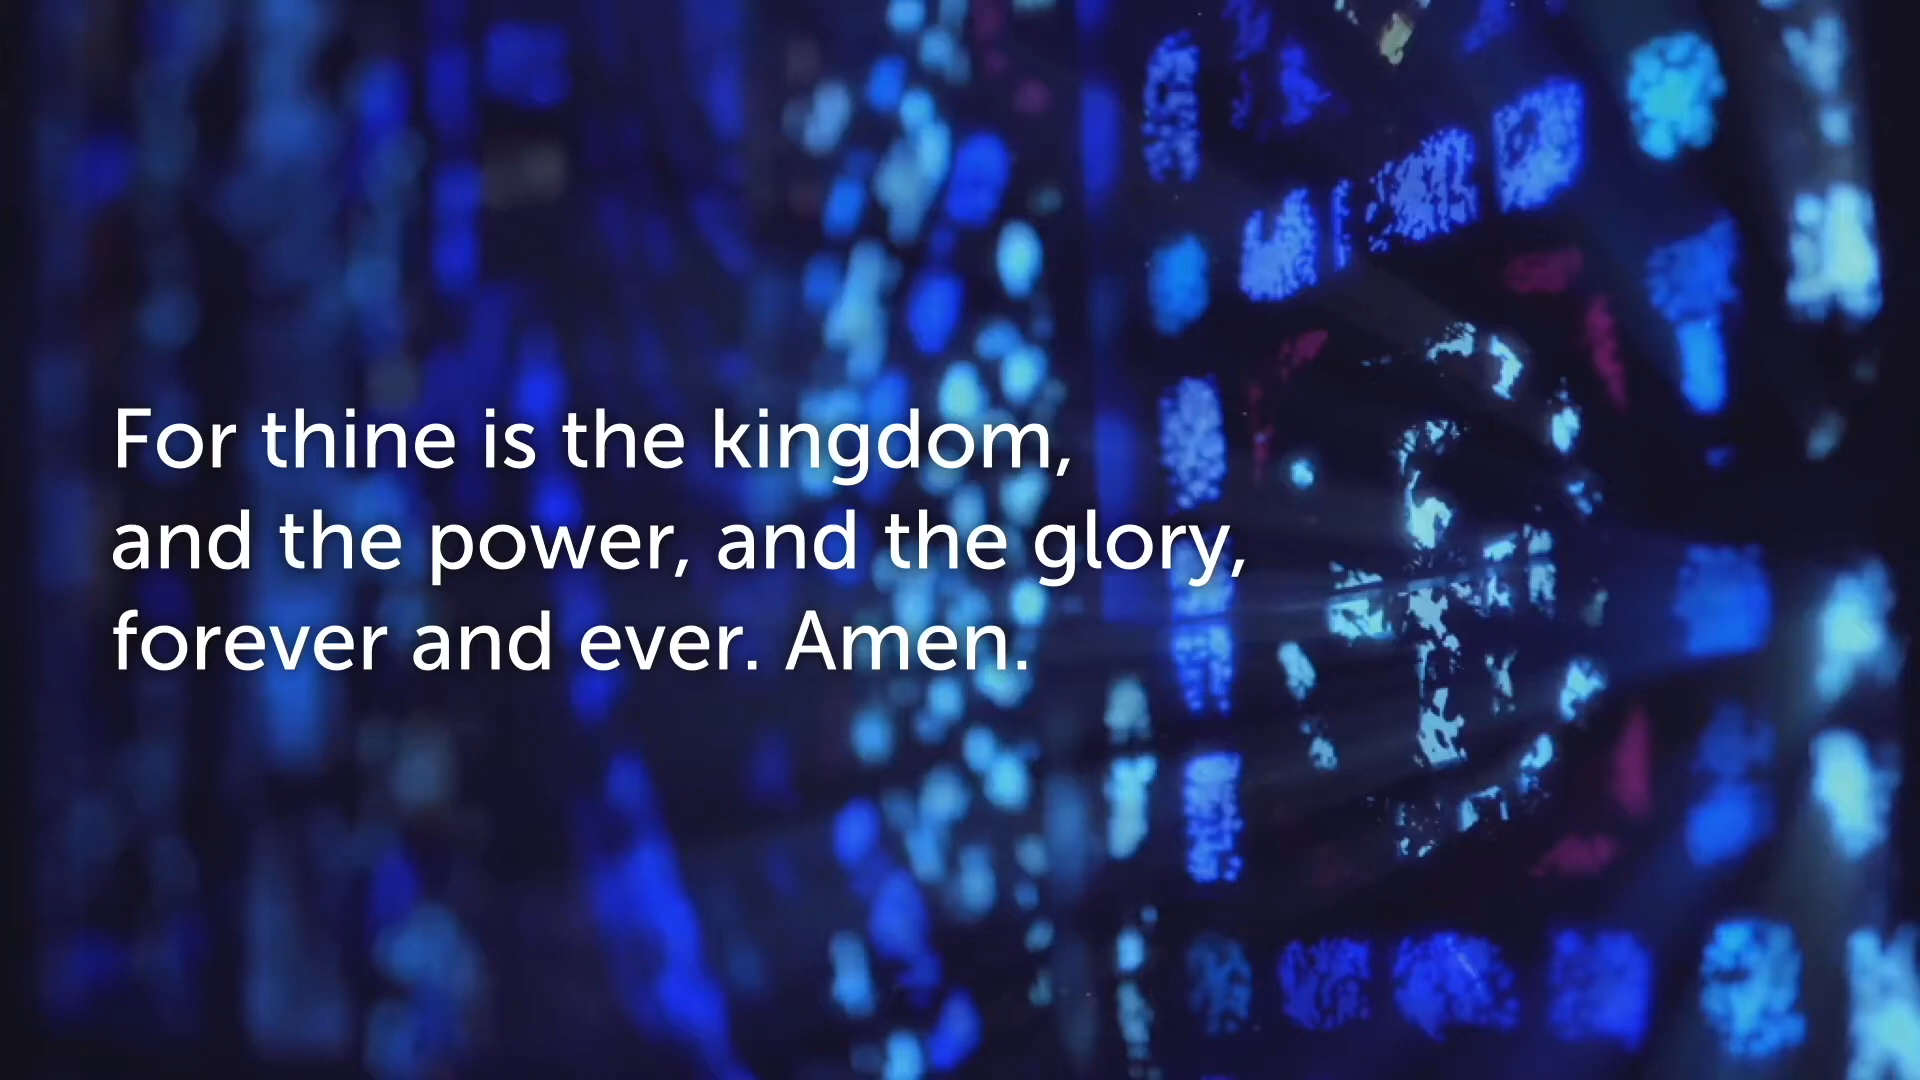 For thine is the kingdom,
and the power, and the glory,
forever and ever. Amen.